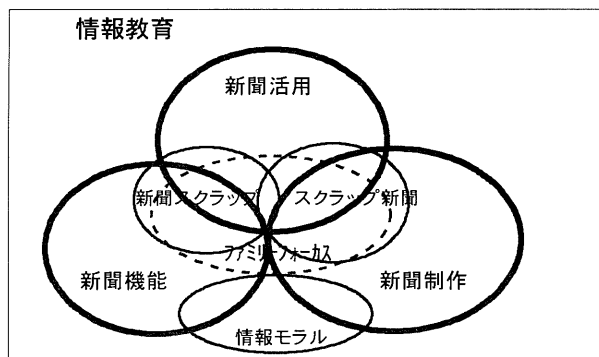 情報教育
新聞活用
新聞スクラップ
スクラップ新聞
ファミリーフォーカス
新聞機能
新聞制作
情報モラル